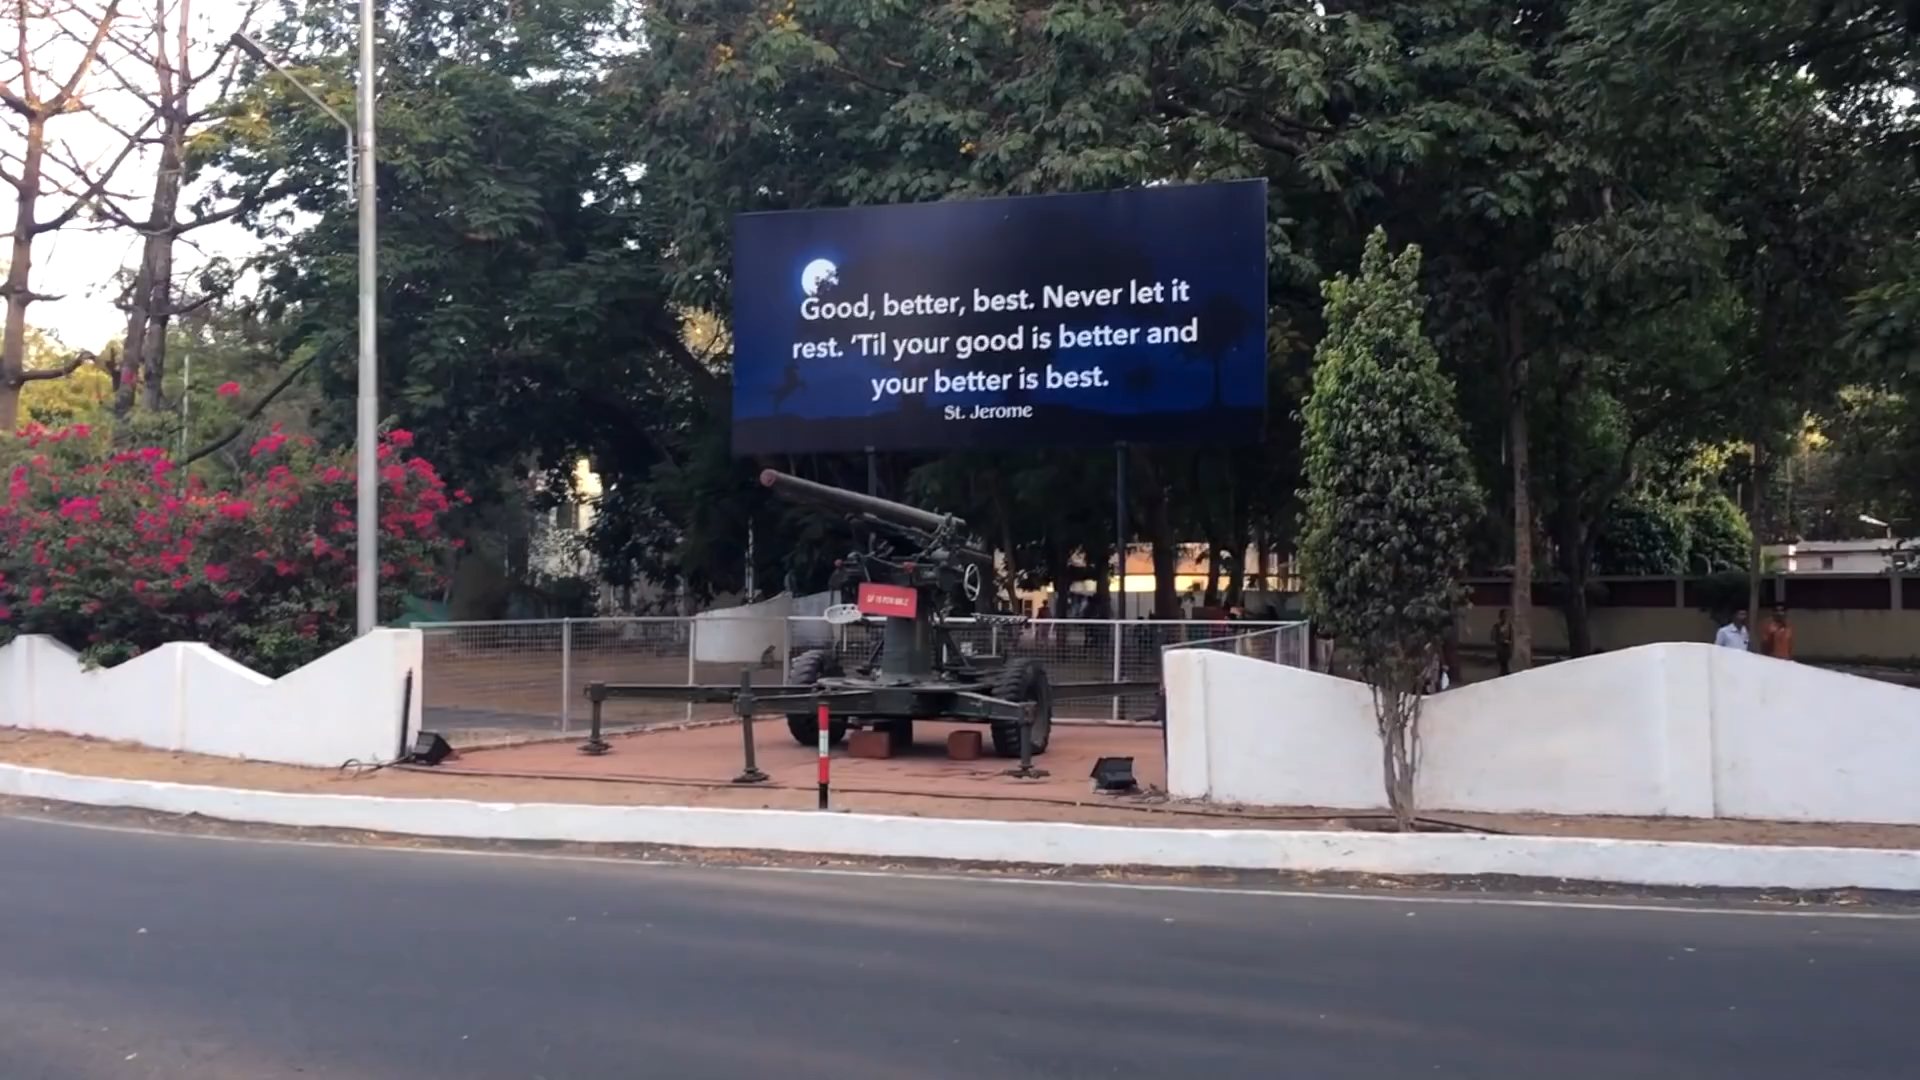 Good, better, best. Never let it
rest. ‘Til your good is better and
your better is best.
St. Jerome